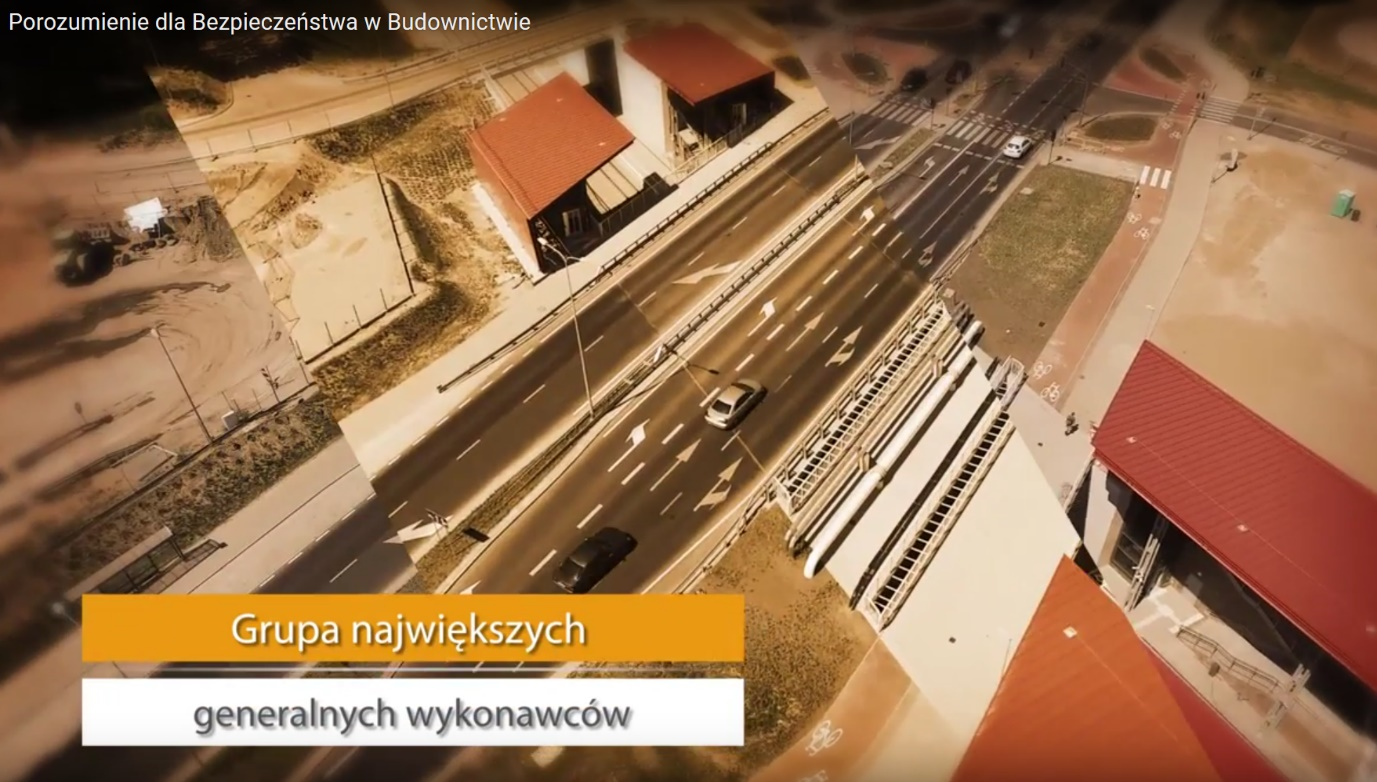 Porozumienie dla Bezpieczeństwa w Budownictwie
Grupa największych
generalnych wykonawców